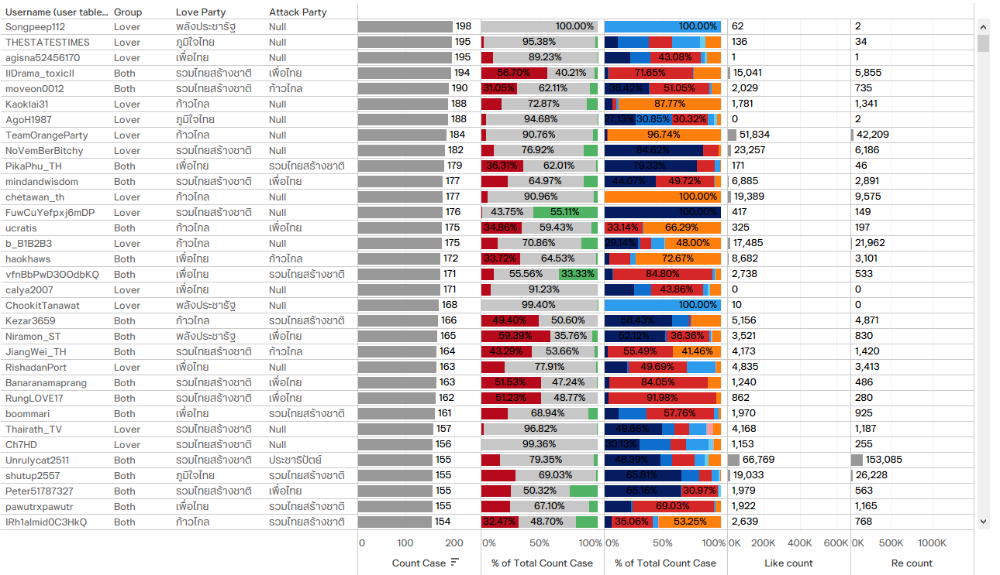 Username (user table... Group Love Party Attack Party
Songpeep112 Lover พลังประชารัฐ Null 198 100.00% 100.00% 62 2
THESTATESTIMES Lover ภูมิใจไทย Null 195 95.38% 136 34
agisna52456170 Lover เพื่อไทย Null 195 89.23% 43.08% 1 1
IIDrama_toxicII Both รวมไทยสร้างชาติ เพื่อไทย 194 56.70% 40.21% 71.65% 15,041 5,855
moveon0012 Both รวมไทยสร้างชาติ ก้าวไกล 190 31.05% 62.11% 38.42% 51.05% 2,029 735
Kaoklai31 Lover ก้าวไกล Null 188 72.87% 87.77% 1,781 1,341
AgoH1987 Lover ภูมิใจไทย Null 188 94.68% 27.13% 30.85% 30.32% 0 2
TeamOrangeParty Lover ก้าวไกล Null 184 90.76% 96.74% 51,834 42,209
NoVemBerBitchy Lover รวมไทยสร้างชาติ Null 182 76.92% 84.62% 23,257 6,186
PikaPhu_TH Both เพื่อไทย รวมไทยสร้างชาติ 179 36.31% 62.01% 79.33% 171 46
mindandwisdom Both รวมไทยสร้างชาติ เพื่อไทย 177 64.97% 44.07% 49.72% 6,885 2,891
chetawan_th Lover ก้าวไกล Null 177 90.96% 100.00% 19,389 9,575
FuwCuYefpxj6mDP Lover รวมไทยสร้างชาติ Null 176 43.75% 55.11% 100.00% 417 149
ucratis Both ก้าวไกล เพื่อไทย 175 34.86% 59.43% 33.14% 66.29% 325 197
b_B1B2B3 Lover ก้าวไกล Null 175 70.86% 29.14% 48.00% 17,485 21,962
haokhaws Both เพื่อไทย ก้าวไกล 172 33.72% 64.53% 72.67% 8,682 3,101
vfnBbPwD3OOdbKQ Both เพื่อไทย รวมไทยสร้างชาติ 171 55.56% 33.33% 84.80% 2,738 533
calya2007 Lover เพื่อไทย Null 171 91.23% 43.86% 0 0
ChookitTanawat Lover พลังประชารัฐ Null 168 99.40% 100.00% 10 0
Kezar3659 Both ก้าวไกล รวมไทยสร้างชาติ 166 49.40% 50.60% 58.43% 5,156 4,871
Niramon_ST Both พลังประชารัฐ เพื่อไทย 165 59.39% 35.76% 52.12% 36.36% 3,521 830
JiangWei_TH Both รวมไทยสร้างชาติ ก้าวไกล 164 43.29% 53.66% 55.49% 41.46% 4,173 1,420
RishadanPort Lover เพื่อไทย Null 163 77.91% 49.69% 4,835 3,413
Banaranamaprang Both รวมไทยสร้างชาติ เพื่อไทย 163 51.53% 47.24% 84.05% 1,240 486
RungLOVE17 Both รวมไทยสร้างชาติ เพื่อไทย 162 51.23% 48.77% 91.98% 862 280
boommari Both เพื่อไทย รวมไทยสร้างชาติ 161 68.94% 57.76% 1,970 925
Thairath_TV Lover รวมไทยสร้างชาติ Null 157 96.82% 49.68% 4,168 1,187
Ch7HD Lover รวมไทยสร้างชาติ Null 156 99.36% 30.13% 1,153 255
Unrulycat2511 Both รวมไทยสร้างชาติ ประชาธิปัตย์ 155 79.35% 48.39% 66,769 153,085
shutup2557 Both ภูมิใจไทย รวมไทยสร้างชาติ 155 69.03% 65.81% 19,033 26,228
Peter51787327 Both รวมไทยสร้างชาติ เพื่อไทย 155 50.32% 65.16% 30.97% 1,979 563
pawutrxpawutr Both เพื่อไทย รวมไทยสร้างชาติ 155 67.10% 69.03% 1,922 1,165
IRh1almid0C3HkQ Both ก้าวไกล รวมไทยสร้างชาติ 154 32.47% 48.70% 35.06% 53.25% 2,639 768
0 100 200 0% 50% 100% 0% 50% 100% 0K 200K 400K 600K 0K 500K 1000K
Count Case % of Total Count Case % of Total Count Case Like count Re count